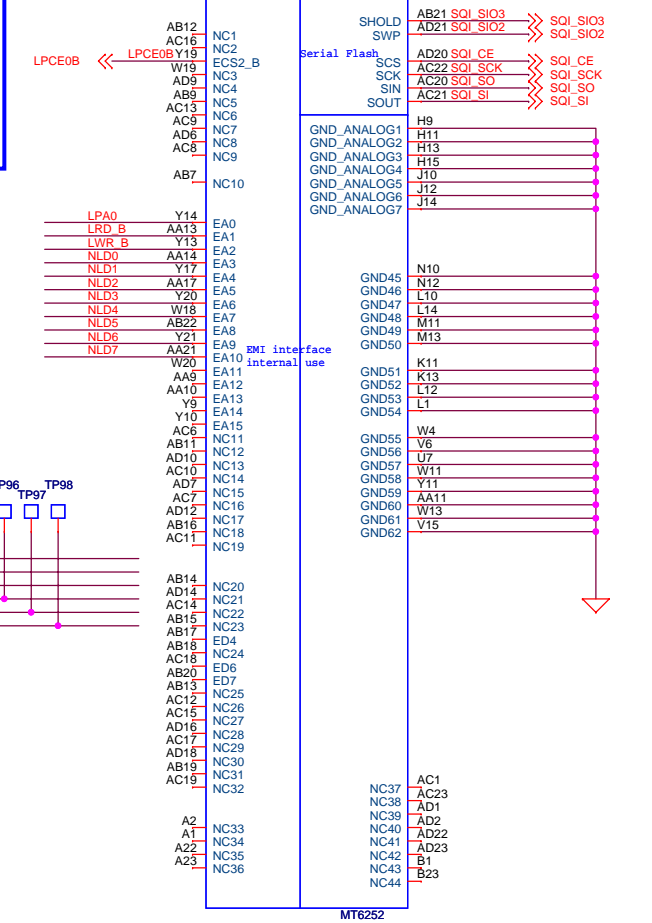 AB12 NC1
AC16 NC2
LPCE0B LPCE0B Y19 ECS2_B
W19 NC3
AD9 NC4
AB9 NC5
AC13 NC6
AC9 NC7
AD6 NC8
AC8 NC9
AB7 NC10
LPA0 Y14 EA0
LRD_B AA13 EA1
LWR_B Y13 EA2
NLD0 AA14 EA3
NLD1 Y17 EA4
NLD2 AA17 EA5
NLD3 Y20 EA6
NLD4 W18 EA7
NLD5 AB22 EA8
NLD6 Y21 EA9
NLD7 AA21 EA10
W20 EA11
AA9 EA12
AA10 EA13
Y9 EA14
Y10 EA15
EMI interface
internal use
AC6 NC11
AB11 NC12
AD10 NC13
AC10 NC14
AD7 NC15
AC7 NC16
AD12 NC17
AB16 NC18
AC11 NC19
P96 TP97 TP98
AB14 NC20
AD14 NC21
AC14 NC22
AB15 NC23
AB17 ED4
AB18 NC24
AC18 ED6
AB20 ED7
AB13 NC25
AC12 NC26
AC15 NC27
AD16 NC28
AC17 NC29
AD18 NC30
AB19 NC31
AC19 NC32
A2 NC33
A1 NC34
A22 NC35
A23 NC36
Serial Flash
SHOLD AB21 SQI_SIO3 SQI_SIO3
SWP AD21 SQI_SIO2 SQI_SIO2
SCS AD20 SQI_CE SQI_CE
SCK AC22 SQI_SCK SQI_SCK
SIN AC20 SQI_SO SQI_SO
SOUT AC21 SQI_SI SQI_SI
GND_ANALOG1 H9
GND_ANALOG2 H11
GND_ANALOG3 H13
GND_ANALOG4 H15
GND_ANALOG5 J10
GND_ANALOG6 J12
GND_ANALOG7 J14
GND45 N10
GND46 N12
GND47 L10
GND48 L14
GND49 M11
GND50 M13
GND51 K11
GND52 K13
GND53 L12
GND54 L1
GND55 W4
GND56 V6
GND57 U7
GND58 W11
GND59 Y11
GND60 AA11
GND61 W13
GND62 V15
NC37 AC1
NC38 AC23
NC39 AD1
NC40 AD2
NC41 AD22
NC42 AD23
NC43 B1
NC44 B23
MT6252